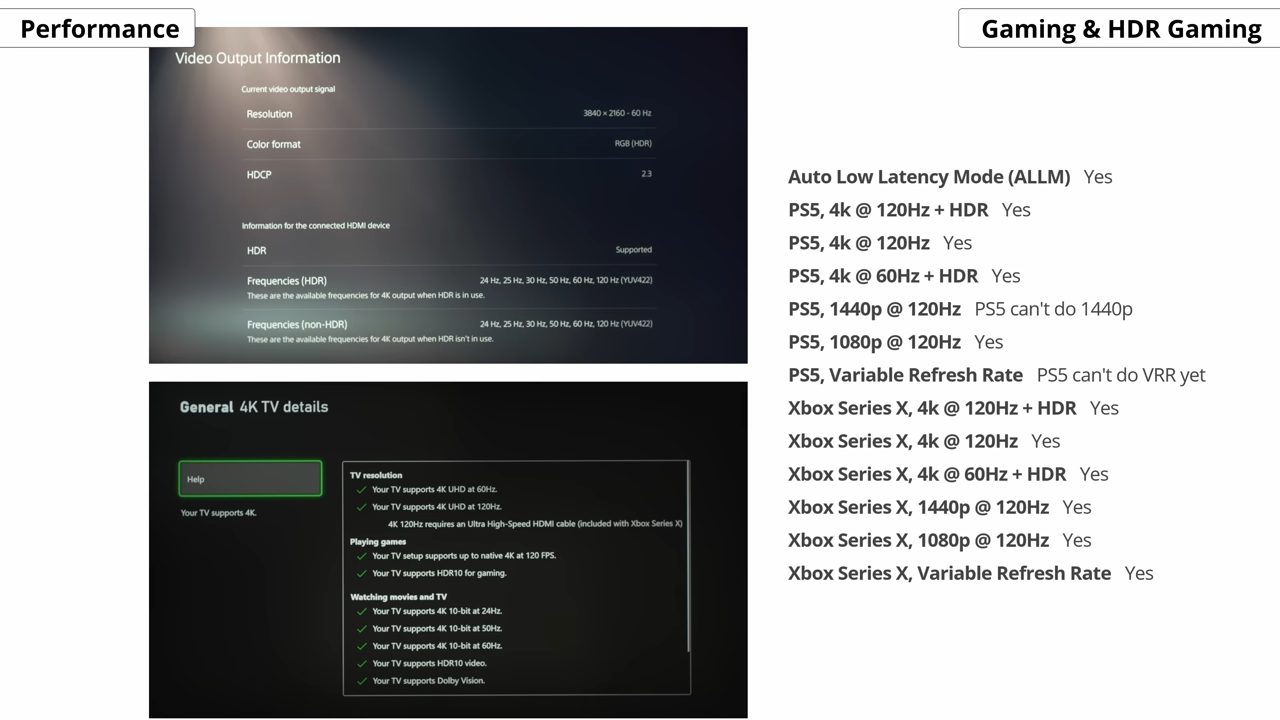 Performance
Gaming & HDR Gaming
Video Output Information
Current video output signal
Resolution 3840 × 2160 - 60 Hz
Color format RGB (HDR)
HDCP 2.3
Information for the connected HDMI device
HDR Supported
Frequencies (HDR) 24 Hz, 25 Hz, 30 Hz, 50 Hz, 60 Hz, 120 Hz (YUV422)
These are the available frequencies for 4K output when HDR is in use.
Frequencies (non-HDR) 24 Hz, 25 Hz, 30 Hz, 50 Hz, 60 Hz, 120 Hz (YUV422)
These are the available frequencies for 4K output when HDR isn't in use.
General 4K TV details
Help
Your TV supports 4K.
TV resolution
Your TV supports 4K UHD at 60Hz.
Your TV supports 4K UHD at 120Hz.
4K 120Hz requires an Ultra High-Speed HDMI cable (included with Xbox Series X)
Playing games
Your TV setup supports up to native 4K at 120 FPS.
Your TV supports HDR10 for gaming.
Watching movies and TV
Your TV supports 4K 10-bit at 24Hz.
Your TV supports 4K 10-bit at 50Hz.
Your TV supports 4K 10-bit at 60Hz.
Your TV supports HDR10 video.
Your TV supports Dolby Vision.
Auto Low Latency Mode (ALLM) Yes
PS5, 4k @ 120Hz + HDR Yes
PS5, 4k @ 120Hz Yes
PS5, 4k @ 60Hz + HDR Yes
PS5, 1440p @ 120Hz PS5 can't do 1440p
PS5, 1080p @ 120Hz Yes
PS5, Variable Refresh Rate PS5 can't do VRR yet
Xbox Series X, 4k @ 120Hz + HDR Yes
Xbox Series X, 4k @ 120Hz Yes
Xbox Series X, 4k @ 60Hz + HDR Yes
Xbox Series X, 1440p @ 120Hz Yes
Xbox Series X, 1080p @ 120Hz Yes
Xbox Series X, Variable Refresh Rate Yes